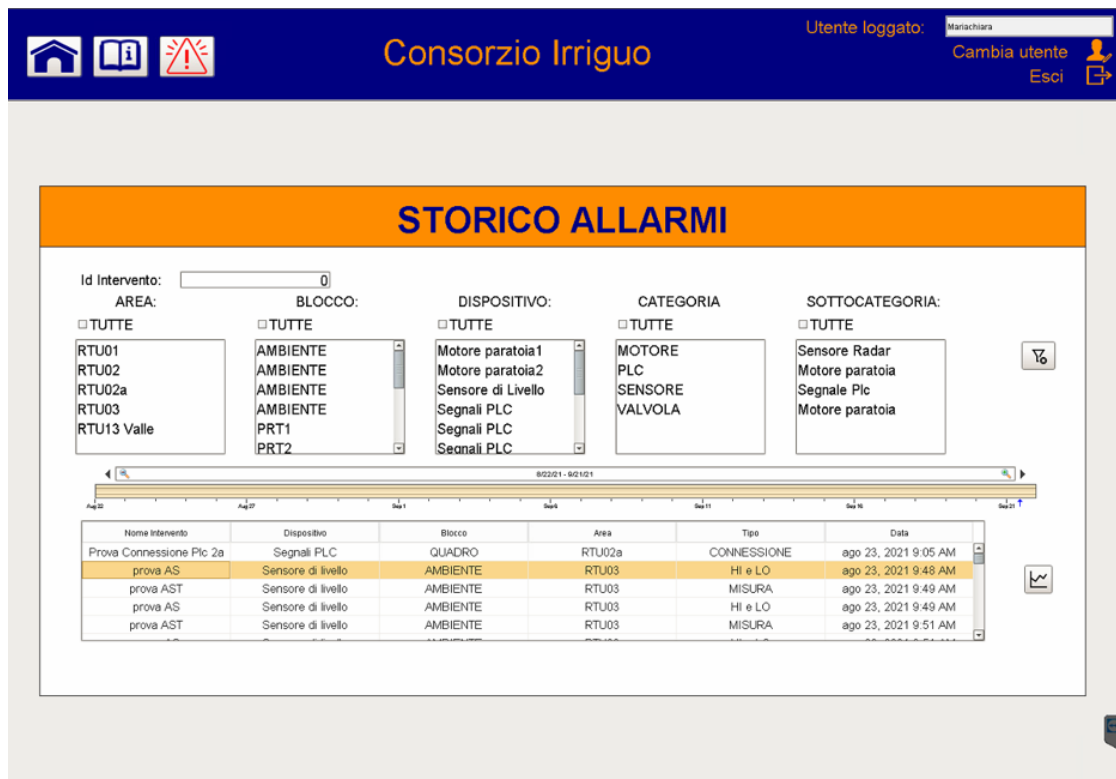 Consorzio Irriguo
Utente loggato: Mariachiara
Cambia utente
Esci
STORICO ALLARMI
Id Intervento: 0
AREA: BLOCCO: DISPOSITIVO: CATEGORIA SOTTOCATEGORIA:
TUTTE TUTTE TUTTE TUTTE TUTTE
RTU01 AMBIENTE Motore paratoia1 MOTORE Sensore Radar
RTU02 AMBIENTE Motore paratoia2 PLC Motore paratoia
RTU02a AMBIENTE Sensore di Livello SENSORE Segnale Plc
RTU03 AMBIENTE Segnali PLC VALVOLA Motore paratoia
RTU13 Valle PRT1 Segnali PLC
PRT2 Segnali PLC
8/22/21 - 9/21/21
Aug 22 Aug 27 Sep 1 Sep 6 Sep 11 Sep 16 Sep 21
Nome Intervento Dispositivo Blocco Area Tipo Data
Prova Connessione Plc 2a Segnali PLC QUADRO RTU02a CONNESSIONE ago 23, 2021 9:05 AM
prova AS Sensore di livello AMBIENTE RTU03 HI e LO ago 23, 2021 9:48 AM
prova AST Sensore di livello AMBIENTE RTU03 MISURA ago 23, 2021 9:49 AM
prova AS Sensore di livello AMBIENTE RTU03 HI e LO ago 23, 2021 9:49 AM
prova AST Sensore di livello AMBIENTE RTU03 MISURA ago 23, 2021 9:51 AM